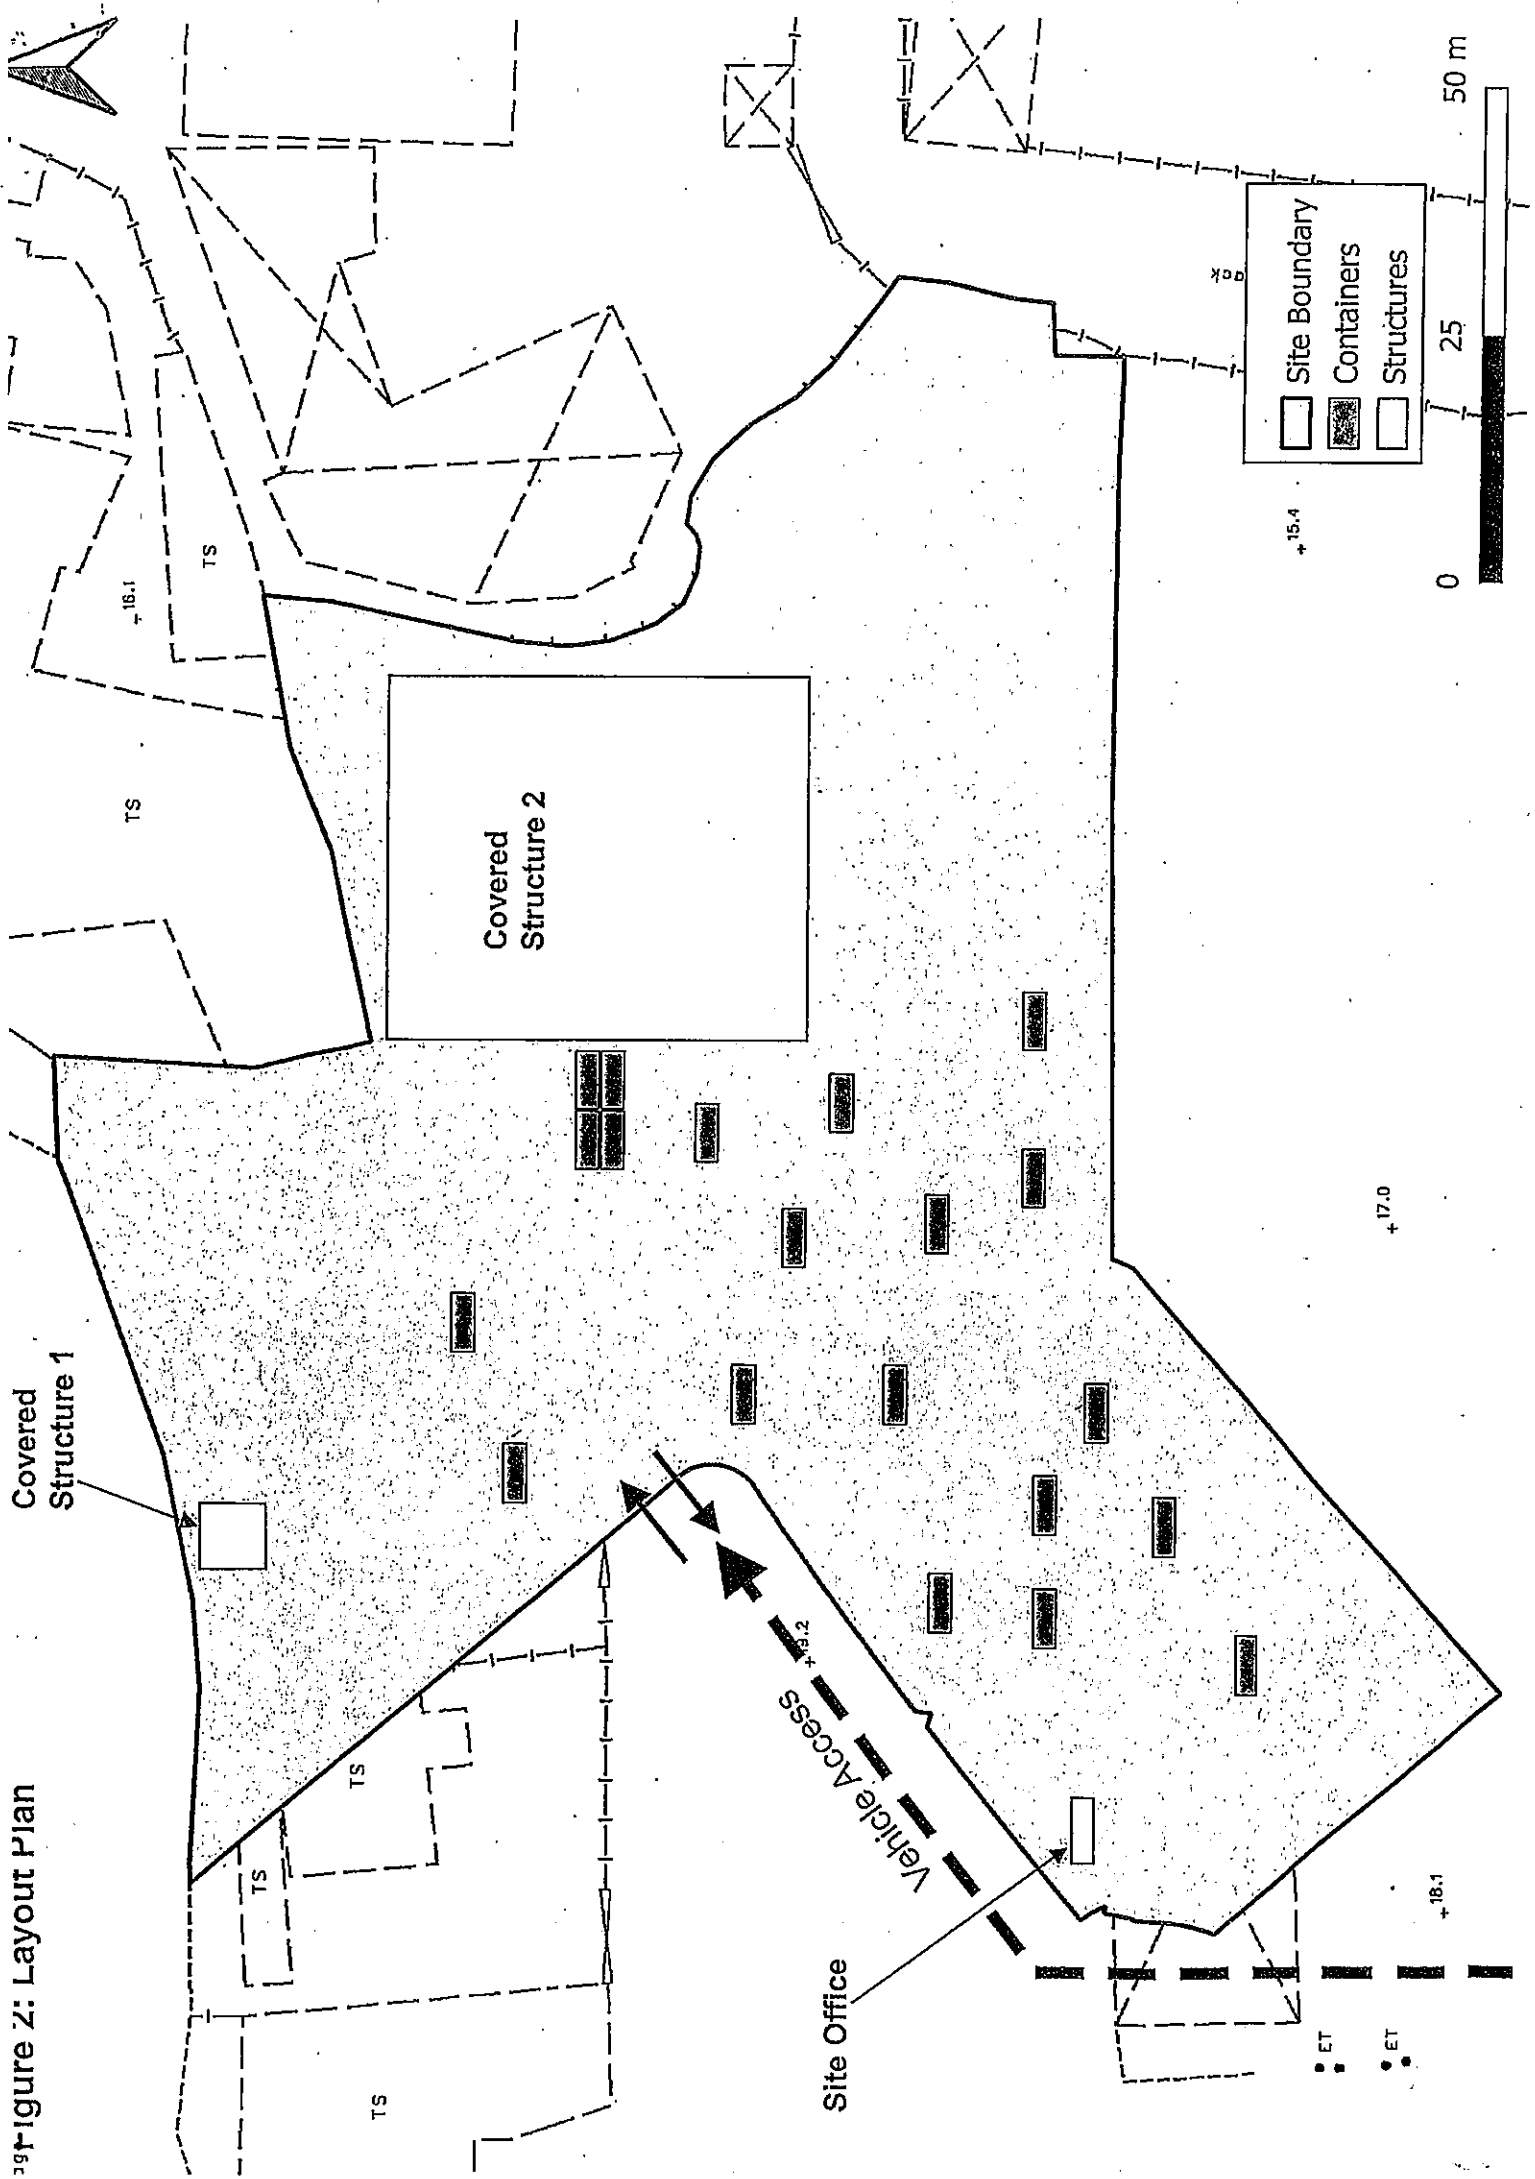 Figure 2: Layout Plan
Covered
Structure 1
TS
TS
TS
TS
TS
16.1
Covered
Structure 2
Vehicle Access
Site Office
17.0
15.4
18.1
ET
ET
Site Boundary
Containers
Structures
0 25 50 m